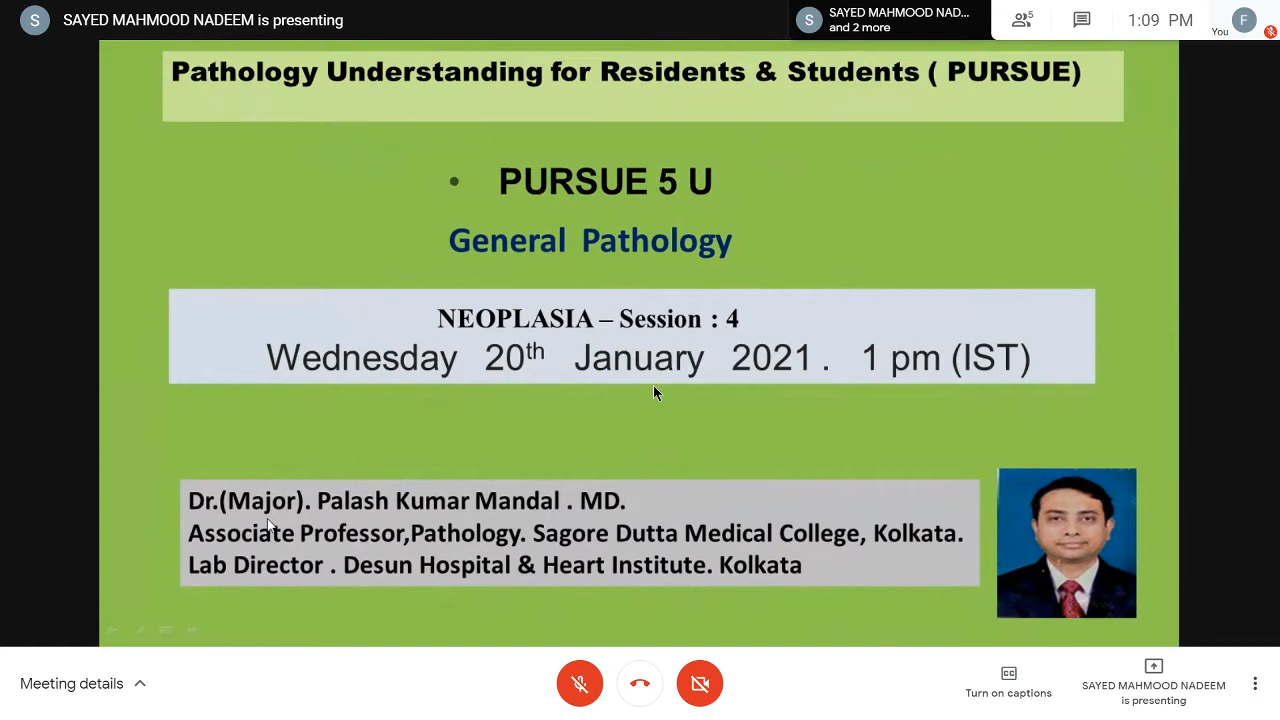 S SAYED MAHMOOD NADEEM is presenting
S SAYED MAHMOOD NAD...
and 2 more
5
1:09 PM
You
F
Pathology Understanding for Residents & Students ( PURSUE)
• PURSUE 5 U
General Pathology
NEOPLASIA – Session : 4
Wednesday 20th January 2021 . 1 pm (IST)
Dr.(Major). Palash Kumar Mandal . MD.
Associate Professor,Pathology. Sagore Dutta Medical College, Kolkata.
Lab Director . Desun Hospital & Heart Institute. Kolkata
Meeting details
CC
Turn on captions
SAYED MAHMOOD NADEEM
is presenting